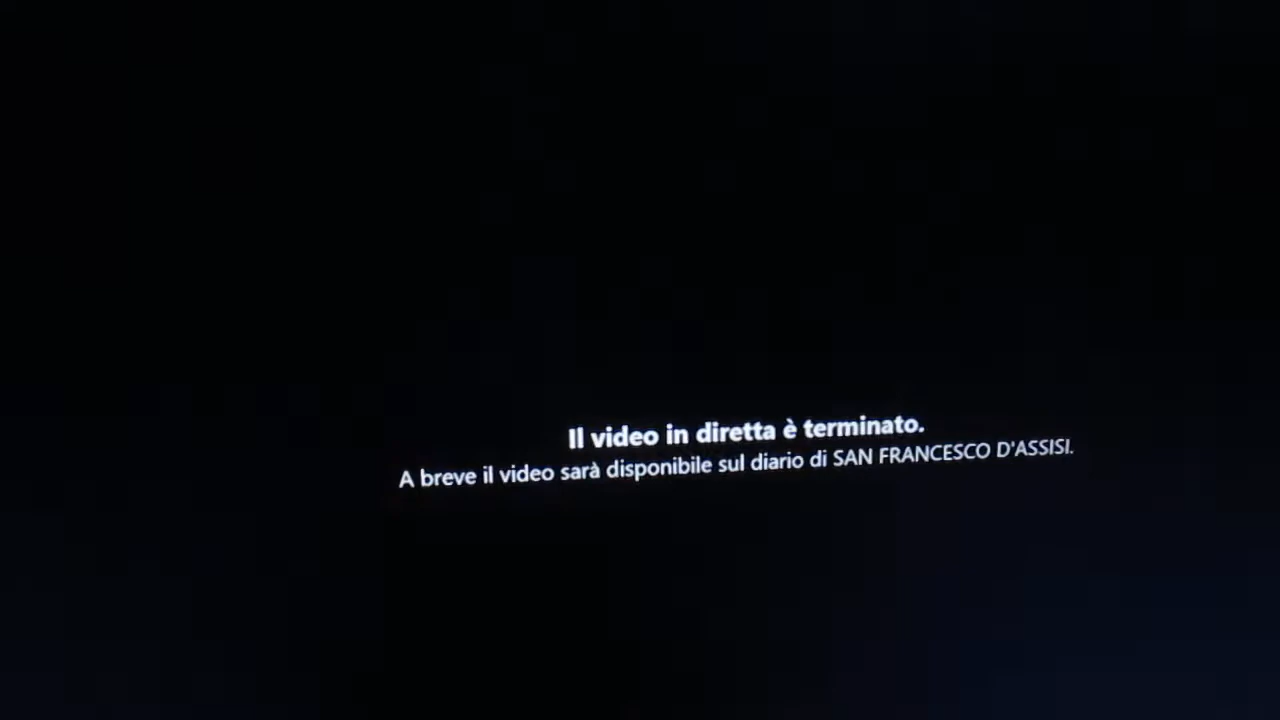 Il video in diretta è terminato.
A breve il video sarà disponibile sul diario di SAN FRANCESCO D'ASSISI.